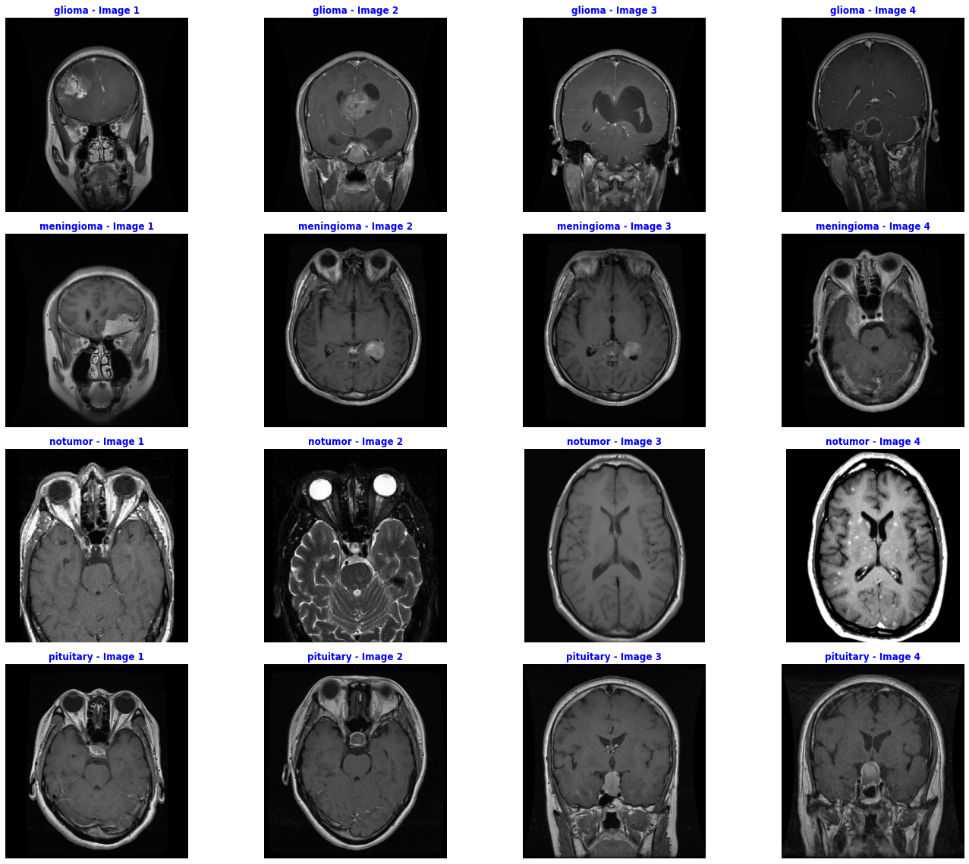 glioma - Image 1
glioma - Image 2
glioma - Image 3
glioma - Image 4
meningioma - Image 1
meningioma - Image 2
meningioma - Image 3
meningioma - Image 4
notumor - Image 1
notumor - Image 2
notumor - Image 3
notumor - Image 4
pituitary - Image 1
pituitary - Image 2
pituitary - Image 3
pituitary - Image 4